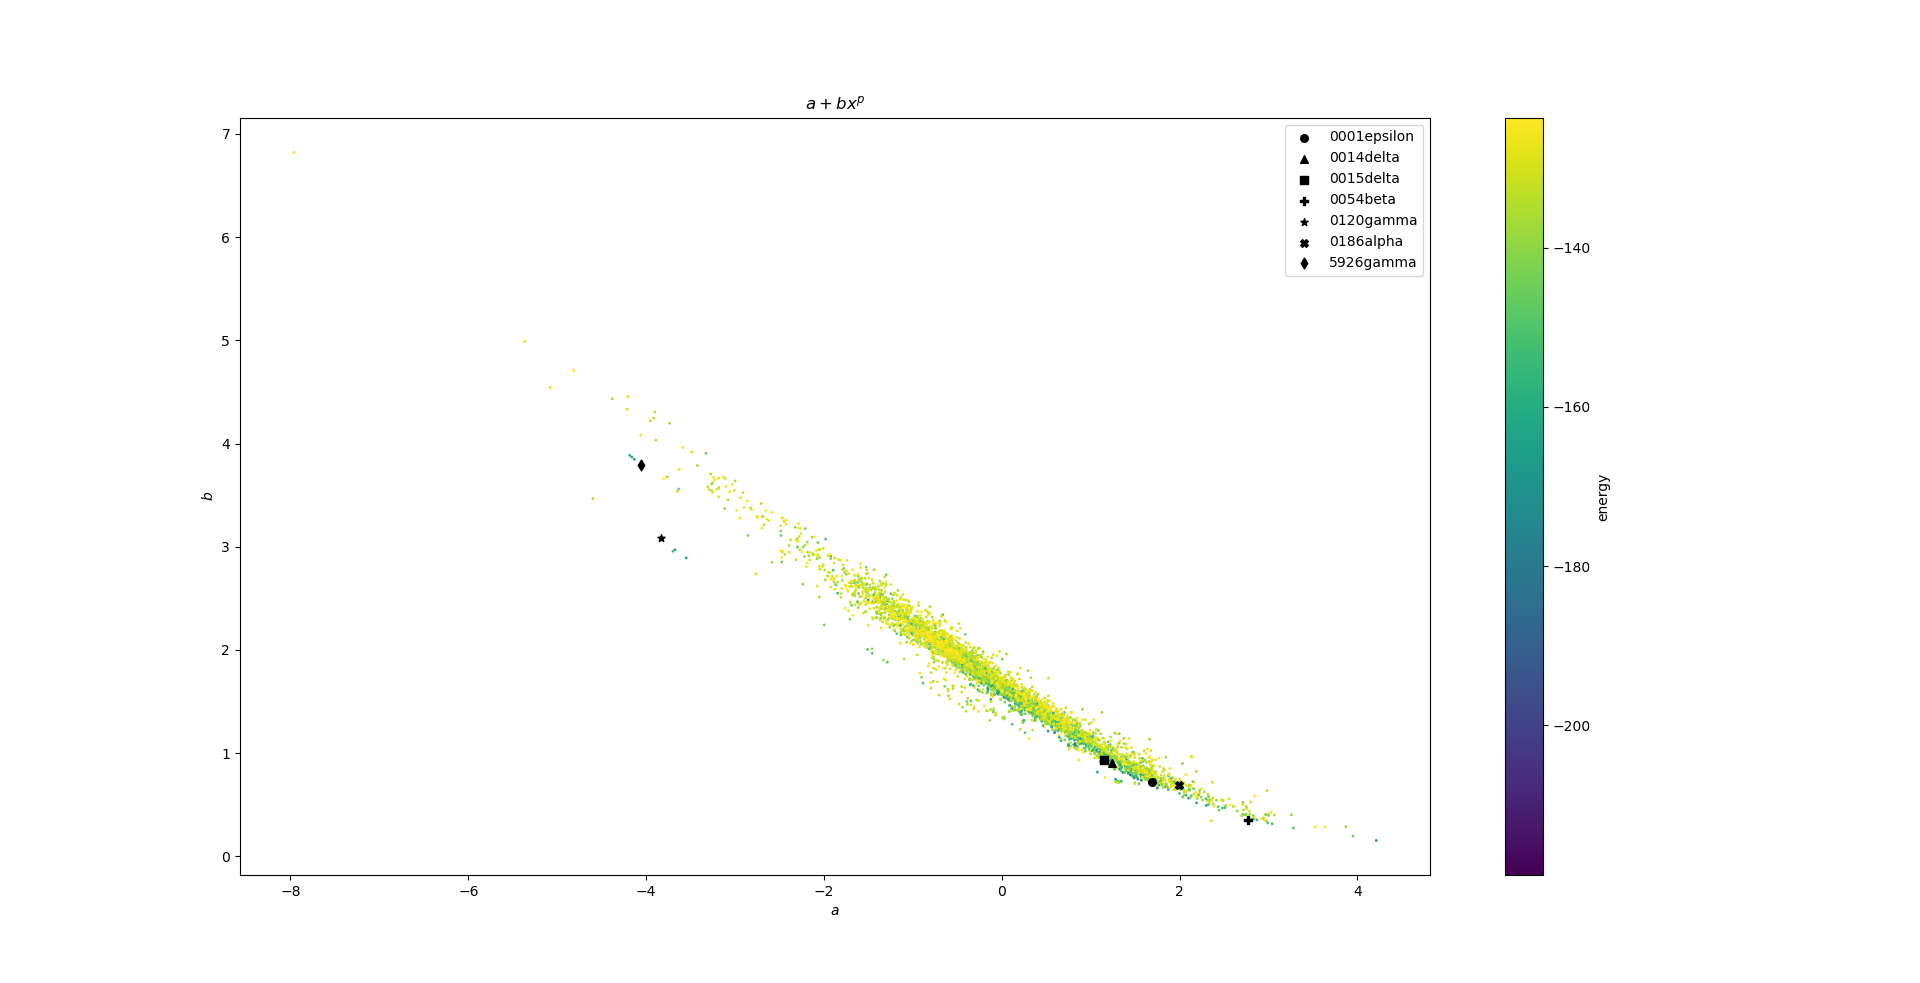 a + bx^p
7
6
5
4
3
2
1
0
b
−8
−6
−4
−2
0
2
4
a
0001epsilon
0014delta
0015delta
0054beta
0120gamma
0186alpha
5926gamma
−140
−160
−180
−200
energy